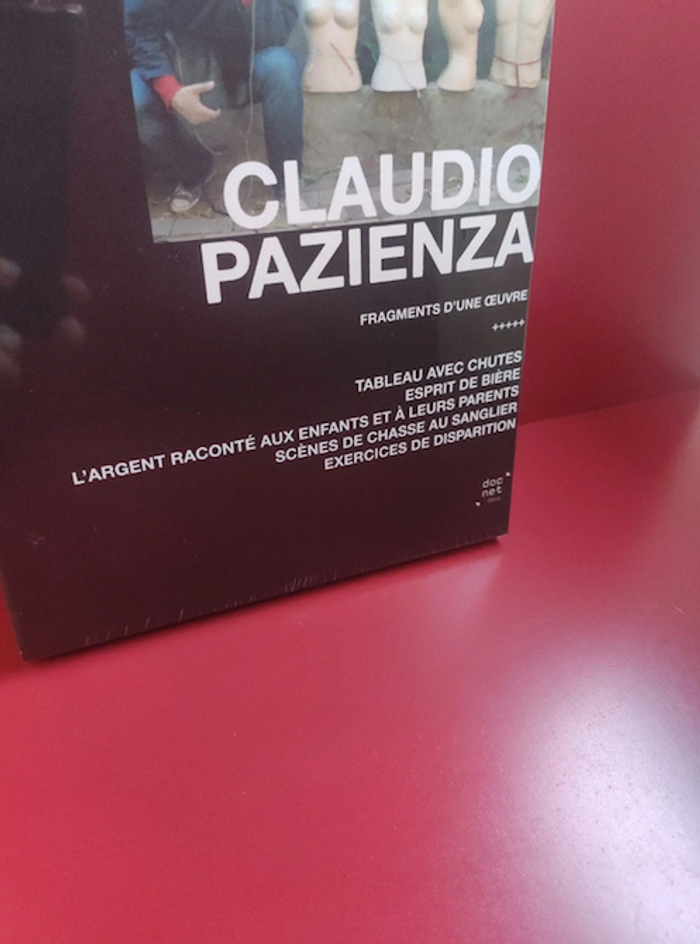 CLAUDIO
PAZIENZA
FRAGMENTS D'UNE ŒUVRE
+++++
TABLEAU AVEC CHUTES
ESPRIT DE BIÈRE
L'ARGENT RACONTÉ AUX ENFANTS ET À LEURS PARENTS
SCÈNES DE CHASSE AU SANGLIER
EXERCICES DE DISPARITION
doc
net